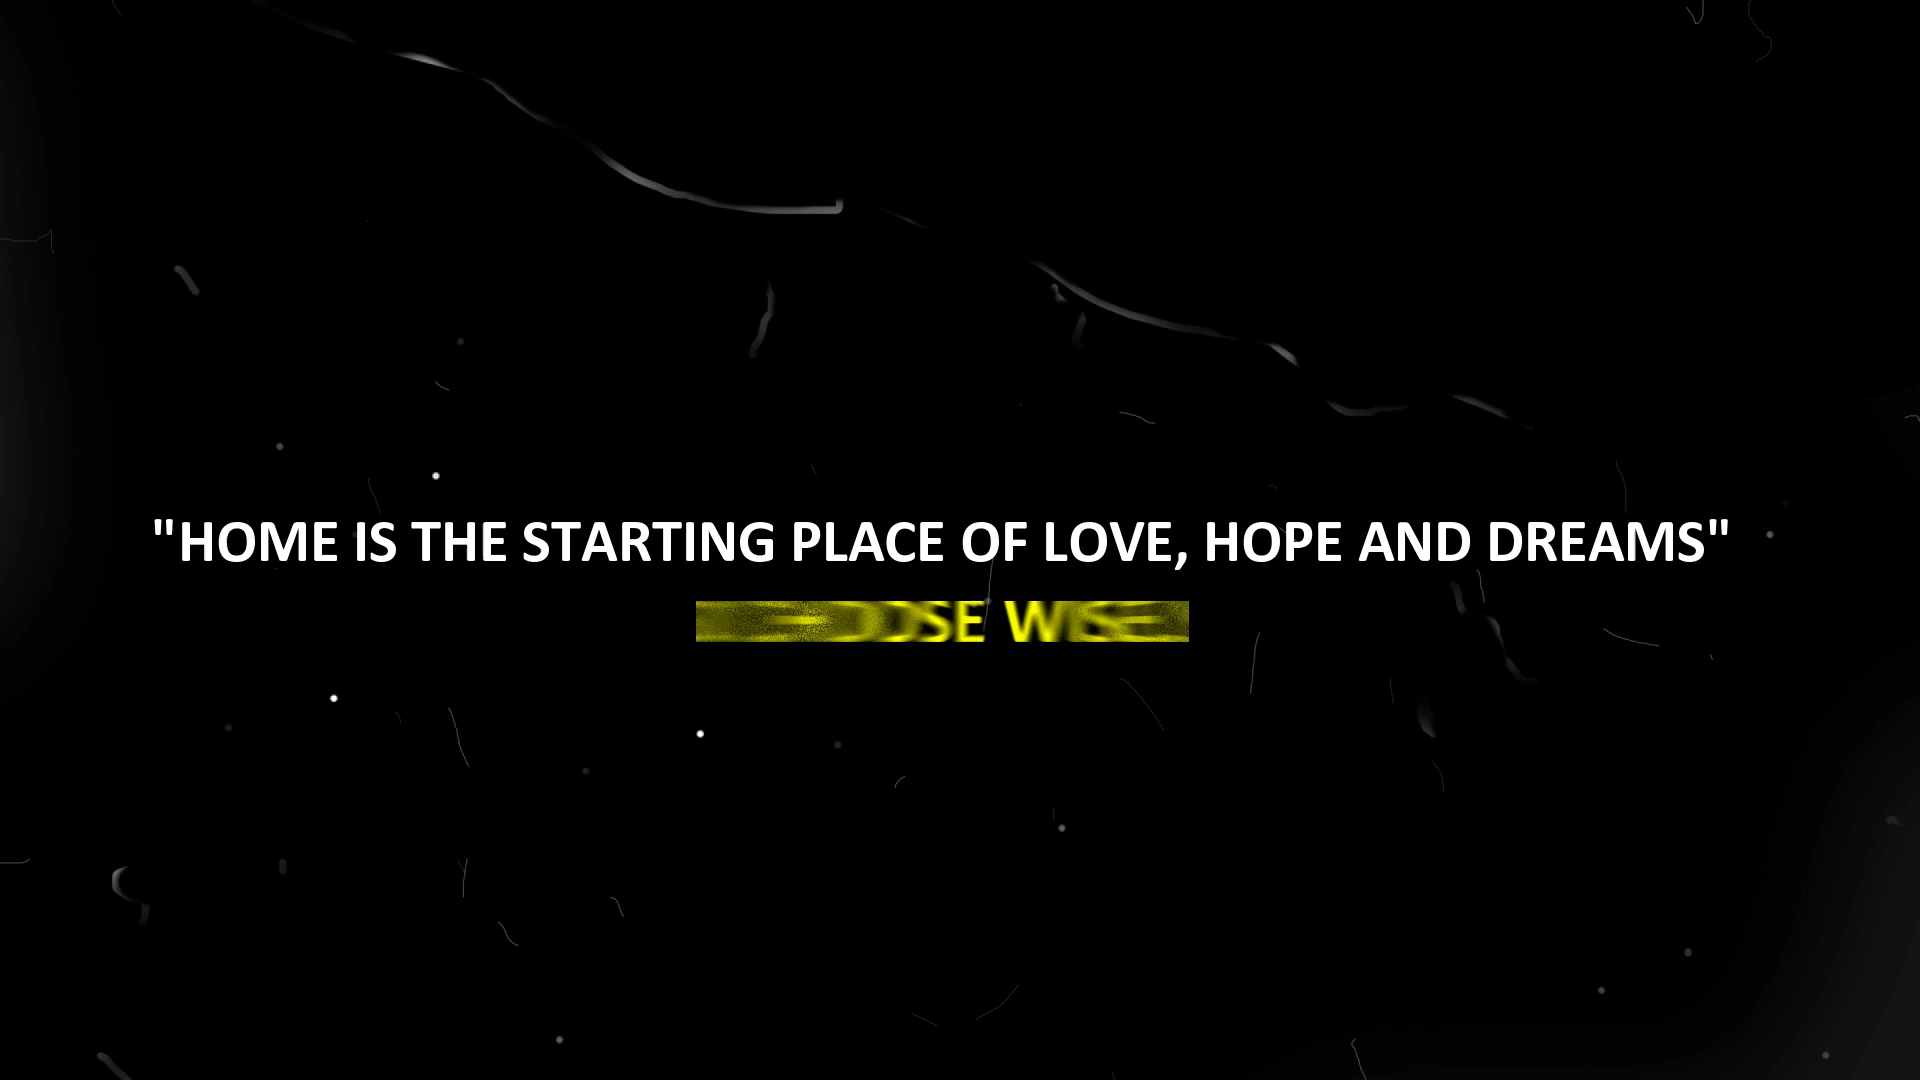 "HOME IS THE STARTING PLACE OF LOVE, HOPE AND DREAMS"